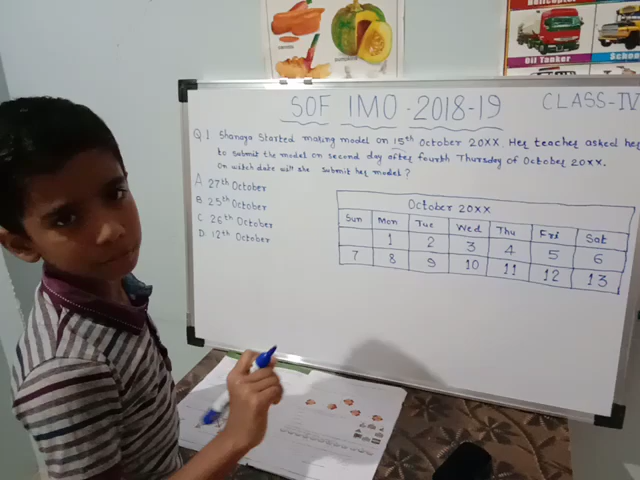 Helicopter
Oil Tanker
SOF IMO - 2018-19
CLASS-IV
Q.1 Shanaya Started making model on 15th October 20XX Her teacher asked her
to submit the model on second day after fourth Thursday of October 20XX.
On witch date will she submit her model?
A 27th October
B 25th October
C 26th October
D 12th October
October 20XX
Sun Mon Tue Wed Thu Fri Sat
1 2 3 4 5 6
7 8 9 10 11 12 13